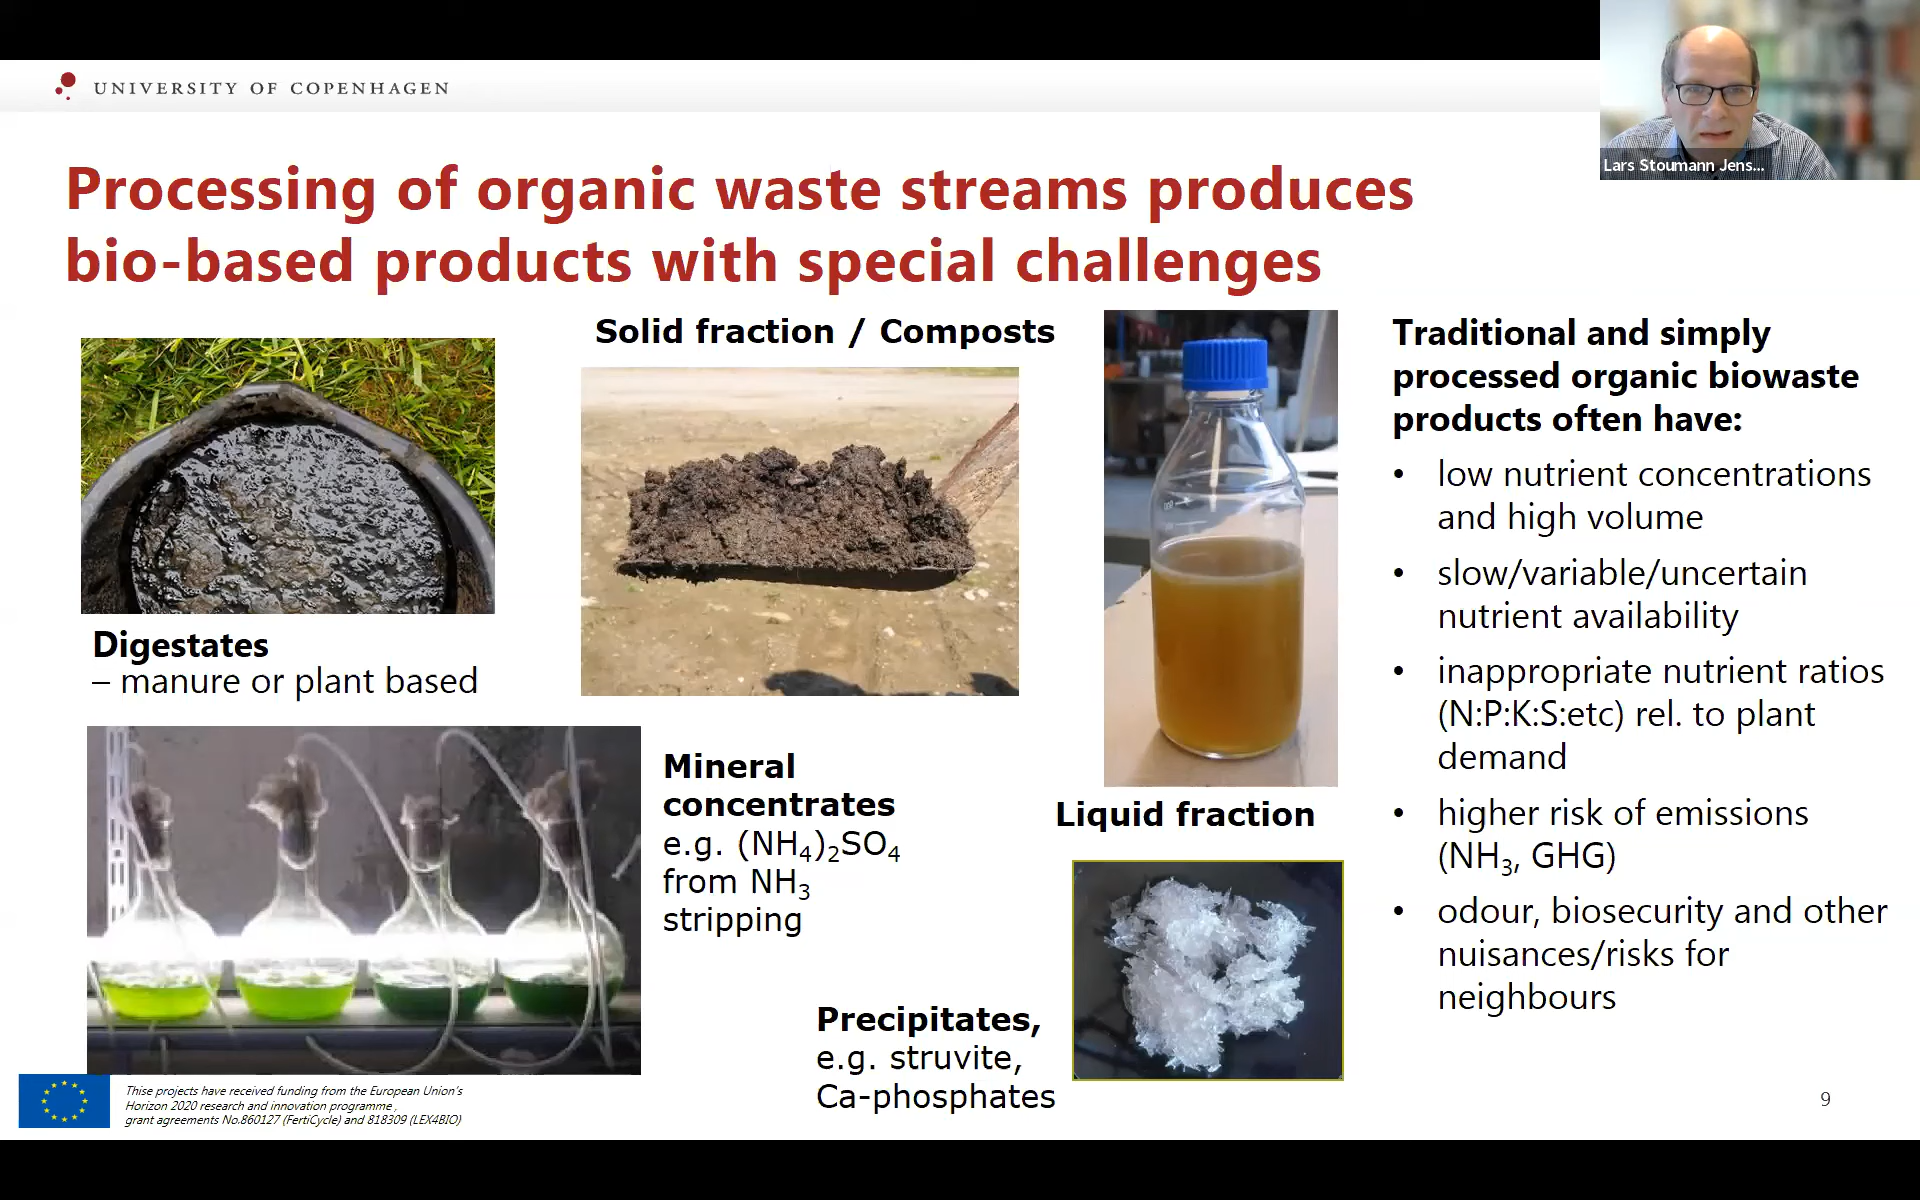 UNIVERSITY OF COPENHAGEN
Lars Stoumann Jens...
Processing of organic waste streams produces
bio-based products with special challenges
Solid fraction / Composts
Digestates
– manure or plant based
Mineral
concentrates
e.g. (NH₄)₂SO₄
from NH₃
stripping
Liquid fraction
Precipitates,
e.g. struvite,
Ca-phosphates
Traditional and simply
processed organic biowaste
products often have:
• low nutrient concentrations
and high volume
• slow/variable/uncertain
nutrient availability
• inappropriate nutrient ratios
(N:P:K:S:etc) rel. to plant
demand
• higher risk of emissions
(NH₃, GHG)
• odour, biosecurity and other
nuisances/risks for
neighbours
Thise projects have received funding from the European Union's
Horizon 2020 research and innovation programme ,
grant agreements No.860127 (FertiCycle) and 818309 (LEX4BIO)
9